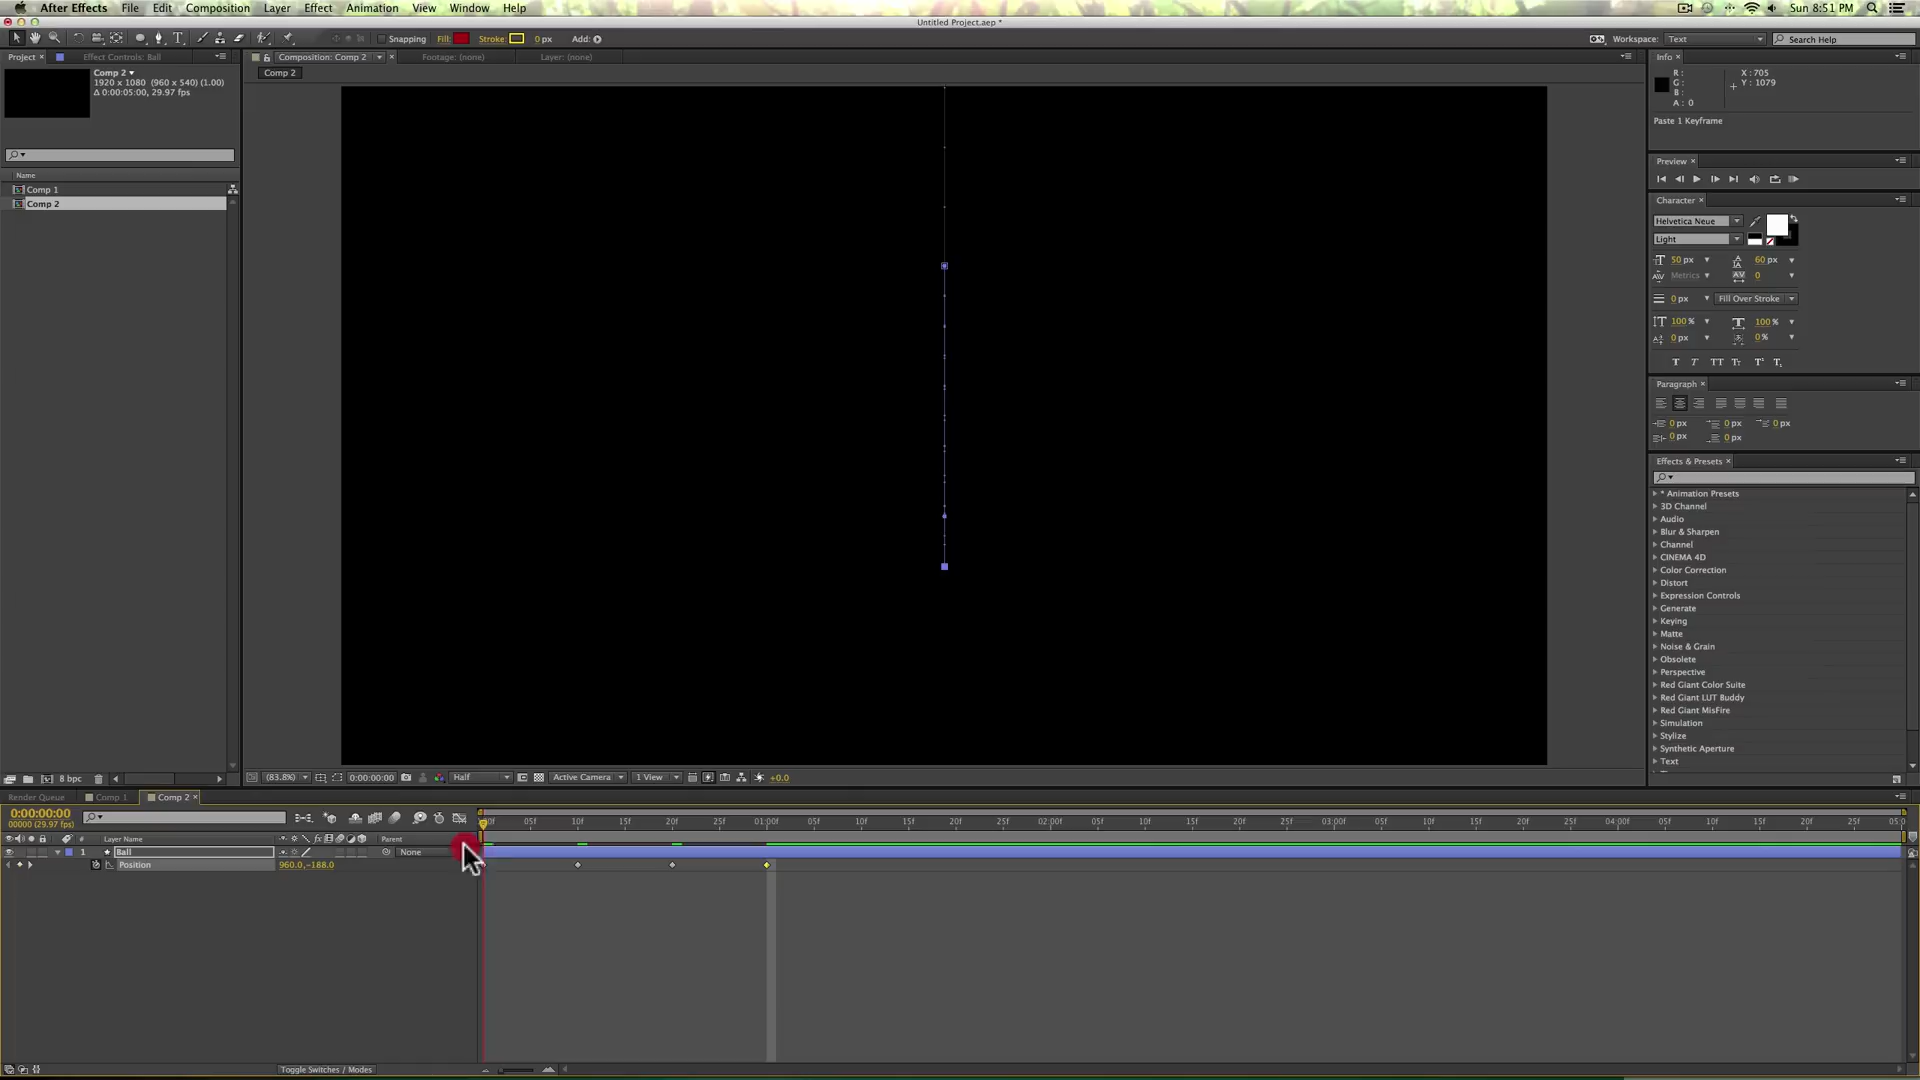 After Effects File Edit Composition Layer Effect Animation View Window Help Sun 8:51 PM
Untitled Project.aep *
Snapping Fill: Stroke: 0 px Add: Workspace: Text Search Help
Project Effect Controls: Ball Composition: Comp 2 Footage: (none) Layer: (none) Info
Comp 2
1920 x 1080 (960 x 540) (1.00)
Δ 0:00:05:00, 29.97 fps
Comp 2
R:
G:
B:
A: 0
X: 705
Y: 1079
Paste 1 Keyframe
Name
Comp 1
Comp 2
Preview
Character
Helvetica Neue
Light
50 px 60 px
Metrics 0
0 px Fill Over Stroke
100 % 100 %
0 px 0 %
T T TT Tr T¹ T₁
Paragraph
0 px 0 px 0 px
0 px 0 px
Effects & Presets
* Animation Presets
3D Channel
Audio
Blur & Sharpen
Channel
CINEMA 4D
Color Correction
Distort
Expression Controls
Generate
Keying
Matte
Noise & Grain
Obsolete
Perspective
Red Giant Color Suite
Red Giant LUT Buddy
Red Giant MisFire
Simulation
Stylize
Synthetic Aperture
Text
8 bpc (83.8%) 0:00:00:00 Half Active Camera 1 View +0.0
Render Queue Comp 1 Comp 2
0:00:00:00
00000 (29.97 fps)
05f 10f 15f 20f 25f 01:00f 05f 10f 15f 20f 25f 02:00f 05f 10f 15f 20f 25f 03:00f 05f 10f 15f 20f 25f 04:00f 05f 10f 15f 20f 25f
# Layer Name Parent
1 Ball None
Position 960.0,-188.0
Toggle Switches / Modes